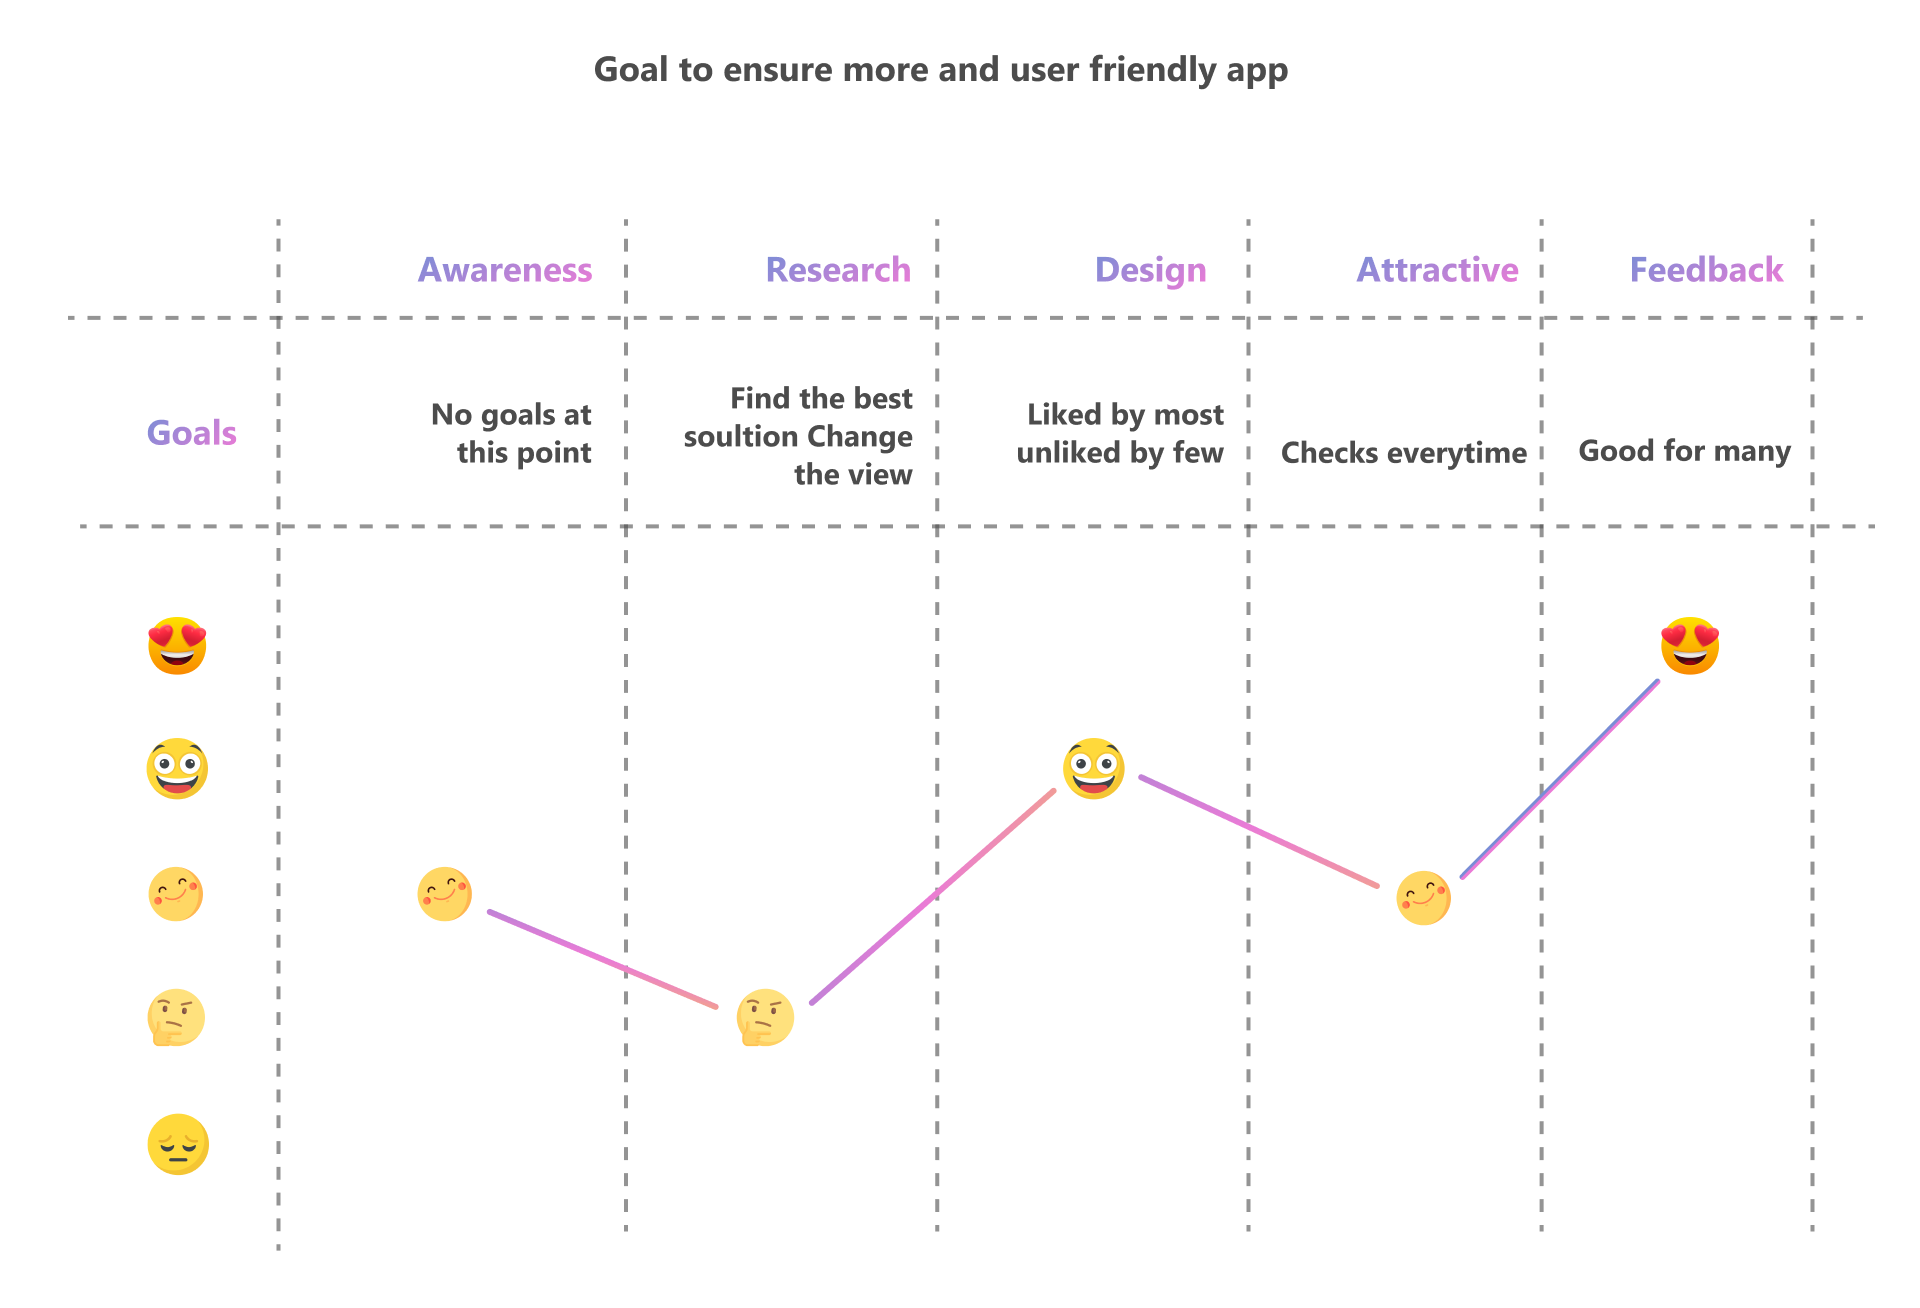 Goal to ensure more and user friendly app
Awareness
Research
Design
Attractive
Feedback
Goals
No goals at
this point
Find the best
soultion Change
the view
Liked by most
unliked by few
Checks everytime
Good for many